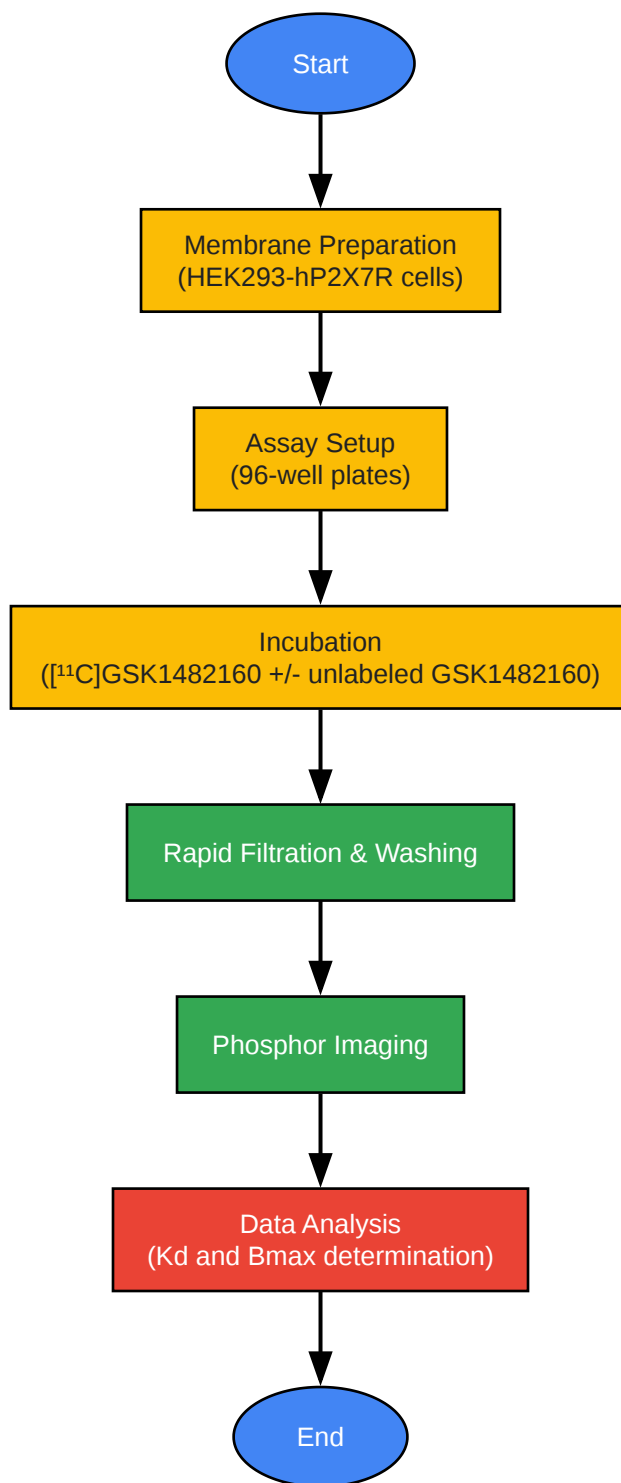 Start
Membrane Preparation
(HEK293-hP2X7R cells)
Assay Setup
(96-well plates)
Incubation
([¹¹C]GSK1482160 +/- unlabeled GSK1482160)
Rapid Filtration & Washing
Phosphor Imaging
Data Analysis
(Kd and Bmax determination)
End